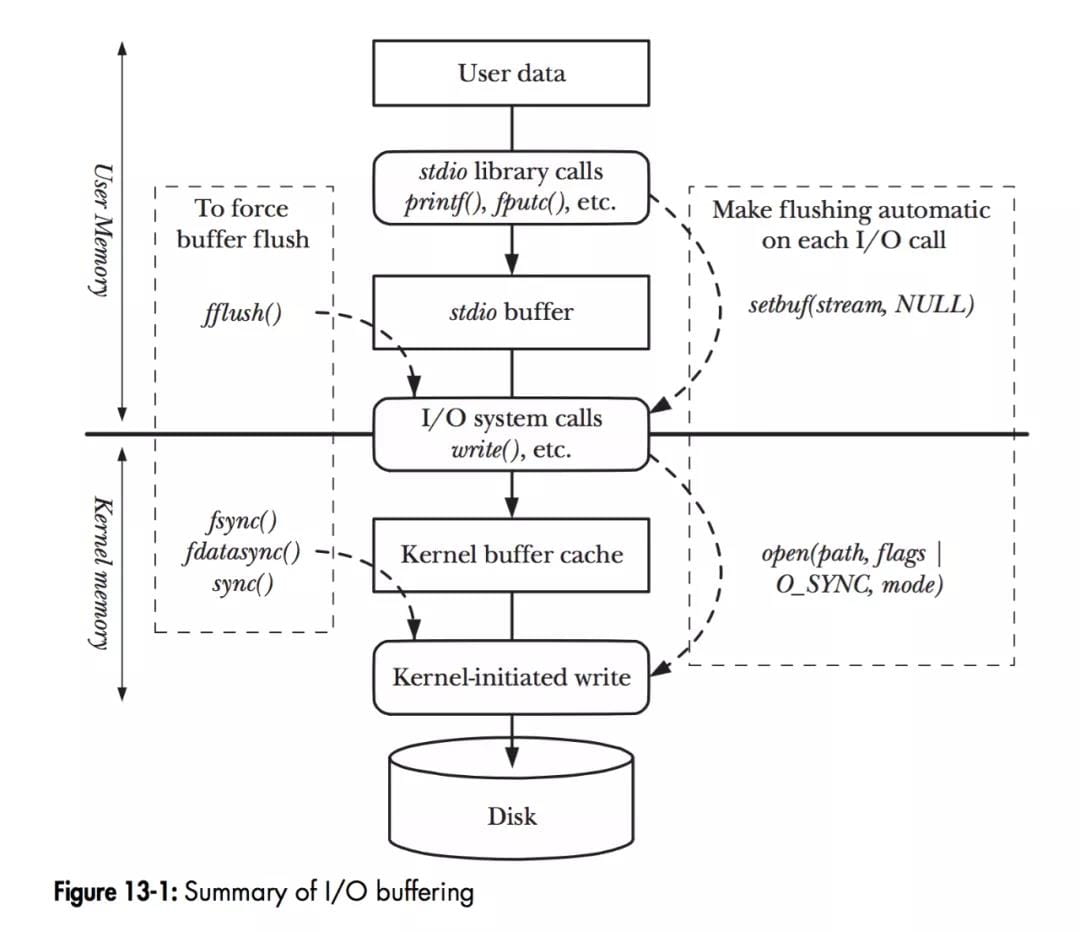 User data
stdio library calls
printf(), fputc(), etc.
User Memory
To force
buffer flush
fflush()
Make flushing automatic
on each I/O call
setbuf(stream, NULL)
stdio buffer
I/O system calls
write(), etc.
Kernel memory
fsync()
fdatasync()
sync()
Kernel buffer cache
open(path, flags |
O_SYNC, mode)
Kernel-initiated write
Disk
Figure 13-1: Summary of I/O buffering